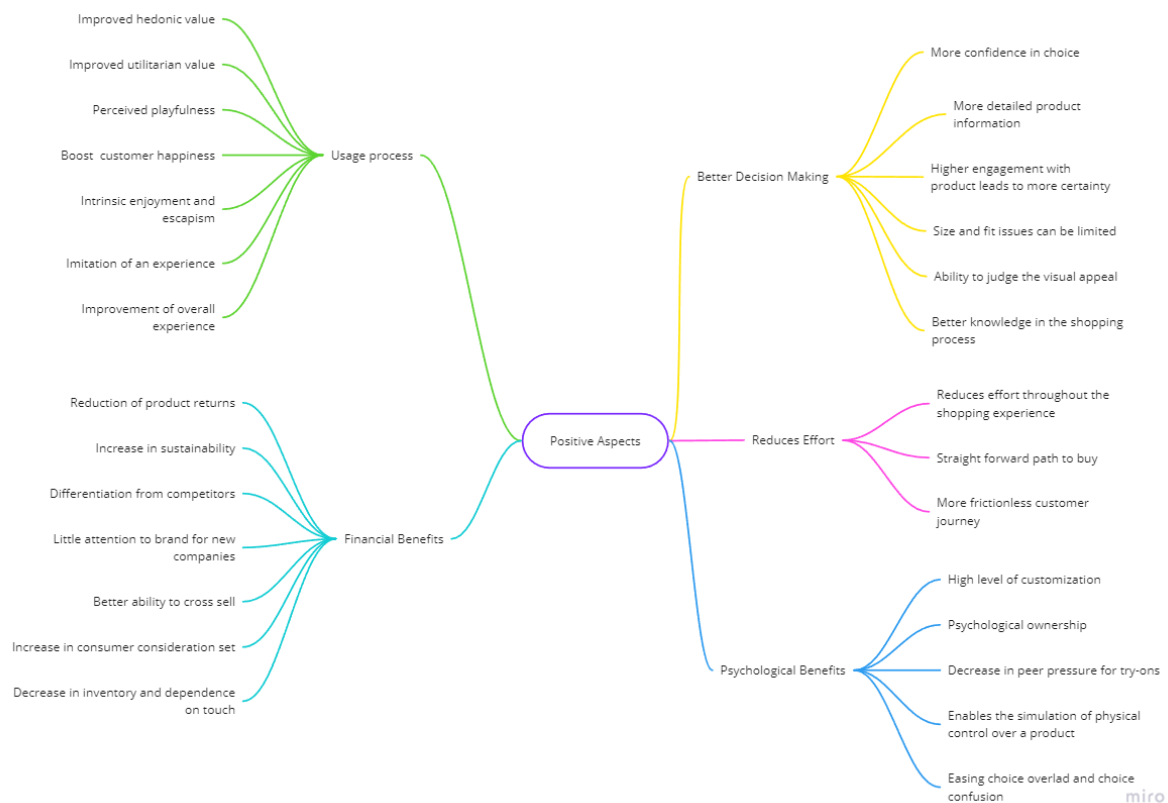 Improved hedonic value
Improved utilitarian value
Perceived playfulness
Boost customer happiness
Intrinsic enjoyment and
escapism
Imitation of an experience
Improvement of overall
experience
Usage process
Reduction of product returns
Increase in sustainability
Differentiation from competitors
Little attention to brand for new
companies
Better ability to cross sell
Increase in consumer consideration set
Decrease in inventory and dependence
on touch
Financial Benefits
Positive Aspects
Better Decision Making
More confidence in choice
More detailed product
information
Higher engagement with
product leads to more certainty
Size and fit issues can be limited
Ability to judge the visual appeal
Better knowledge in the shopping
process
Reduces Effort
Reduces effort throughout the
shopping experience
Straight forward path to buy
More frictionless customer
journey
Psychological Benefits
High level of customization
Psychological ownership
Decrease in peer pressure for try-ons
Enables the simulation of physical
control over a product
Easing choice overlad and choice
confusion
miro